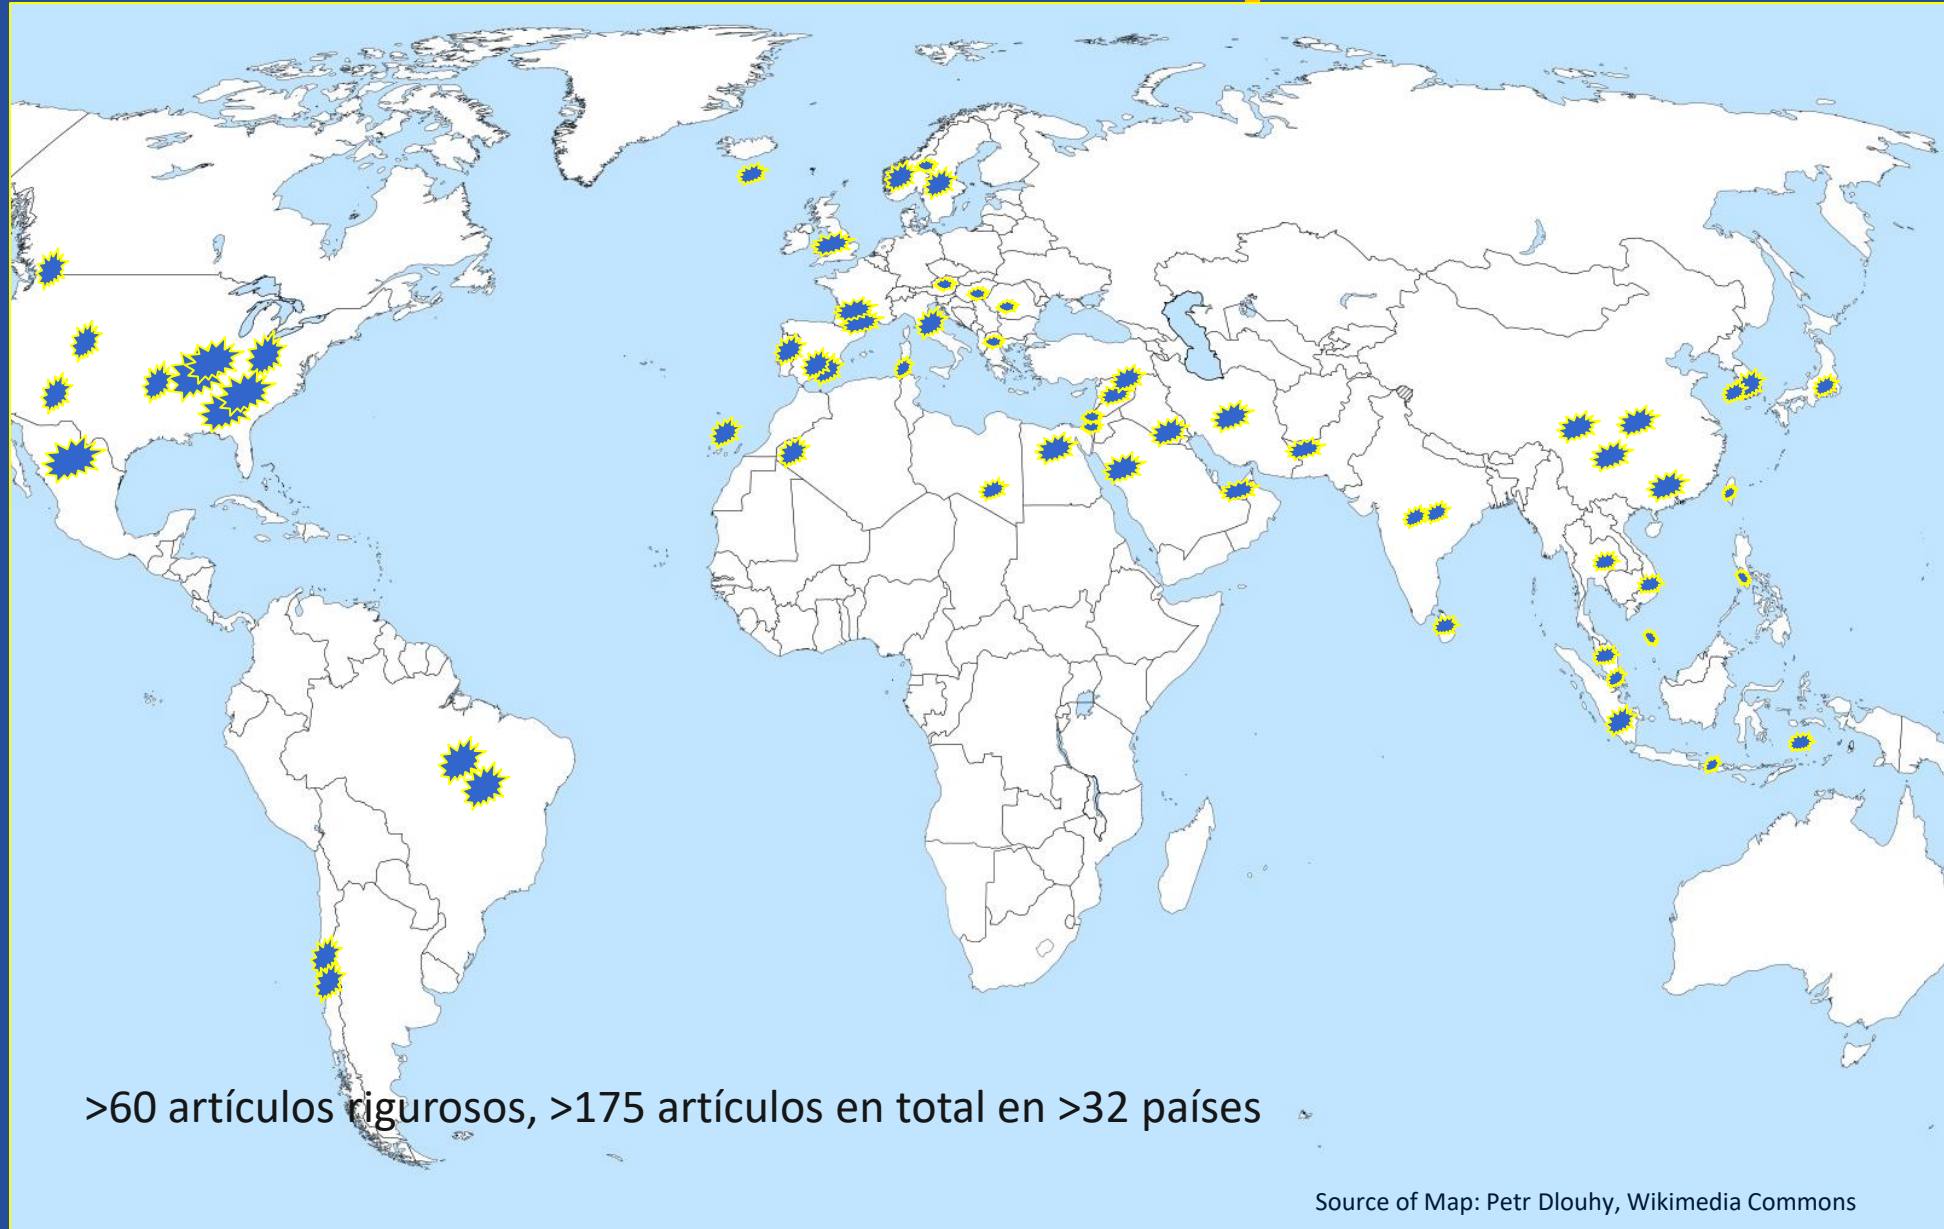 >60 artículos rigurosos, >175 artículos en total en >32 países
Source of Map: Petr Dlouhy, Wikimedia Commons